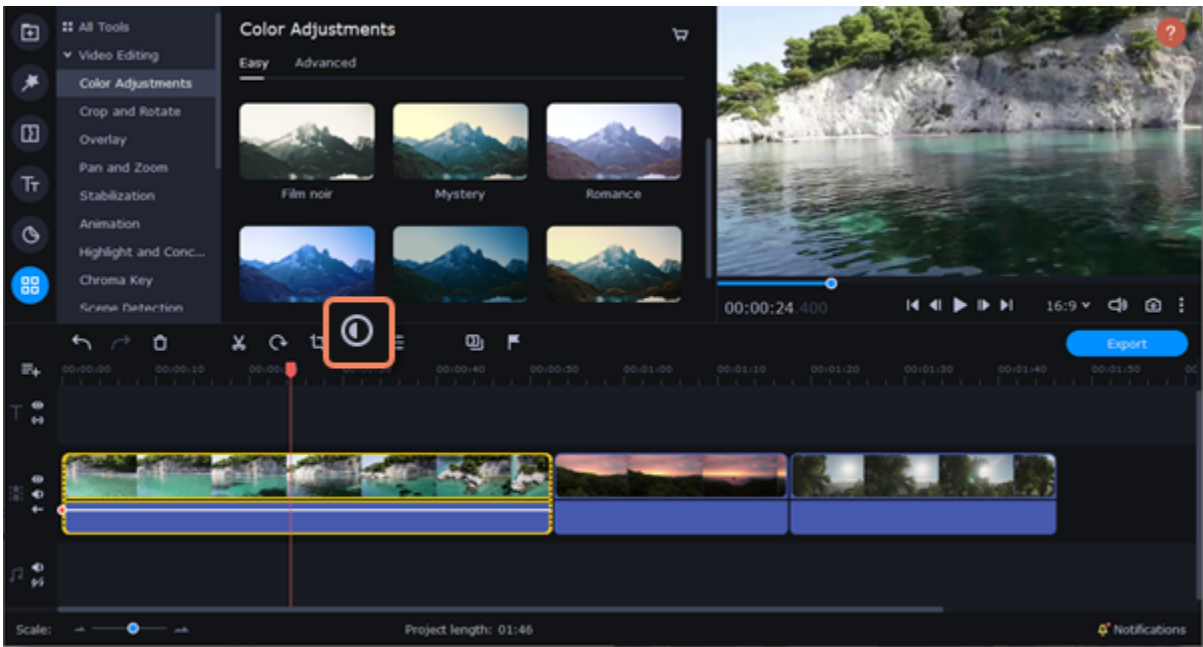 All Tools
Video Editing
Color Adjustments
Crop and Rotate
Overlay
Pan and Zoom
Stabilization
Animation
Highlight and Conc...
Chroma Key
Scene Detection
Color Adjustments
Easy Advanced
Film noir Mystery Romance
?
Tт
00:00:24.400
16:9
Export
00:00:00 00:00:10 00:00:40 00:00:50 00:01:00 00:01:10 00:01:20 00:01:30 00:01:40 00:01:50
T
Scale:
Project length: 01:46
Notifications